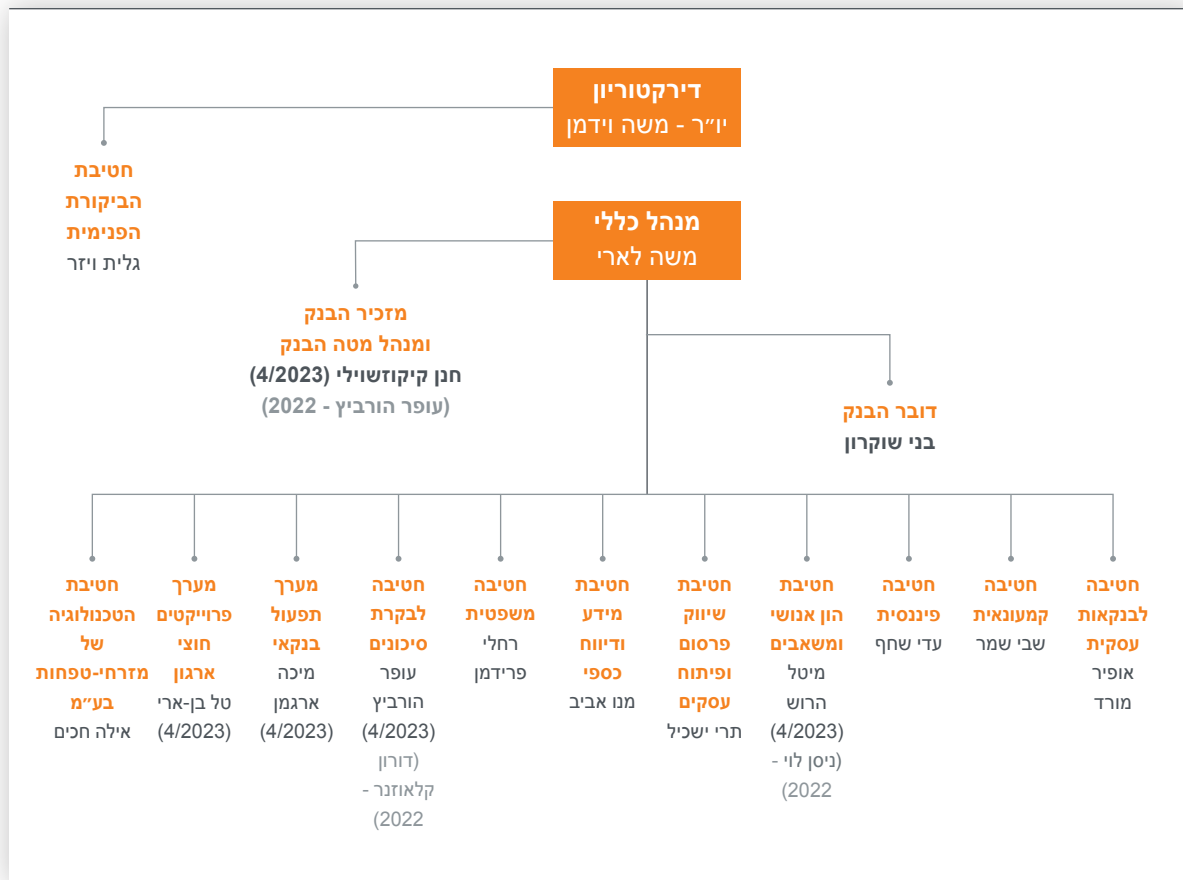 דירקטוריון
יו״ר - משה וידמן
חטיבת
הביקורת
הפנימית
גלית ויזר
מנהל כללי
משה לארי
מזכיר הבנק
ומנהל מטה הבנק
חנן קיקוזשוילי (4/2023)
(עופר הורביץ - 2022)
דובר הבנק
בני שוקרון
חטיבה
לבנקאות
עסקית
אופיר
מורד
חטיבה
קמעונאית
שבי שמר
חטיבה
פיננסית
עדי שחף
חטיבת
הון אנושי
ומשאבים
מיטל
הרוש
(4/2023)
(ניסן לוי -
2022)
חטיבת
שיווק
פרסום
ופיתוח
עסקים
תרי ישכיל
חטיבת
מידע
ודיווח
כספי
מנו אביב
חטיבה
משפטית
רחלי
פרידמן
חטיבה
לבקרת
סיכונים
עופר
הורביץ
(4/2023)
(דורון
קלאוזנר -
2022)
מערך
תפעול
בנקאי
מיכה
ארגמן
(4/2023)
מערך
פרוייקטים
חוצי
ארגון
טל בן-ארי
(4/2023)
חטיבת
הטכנולוגיה
של
מזרחי-טפחות
בע״מ
אילה חכים